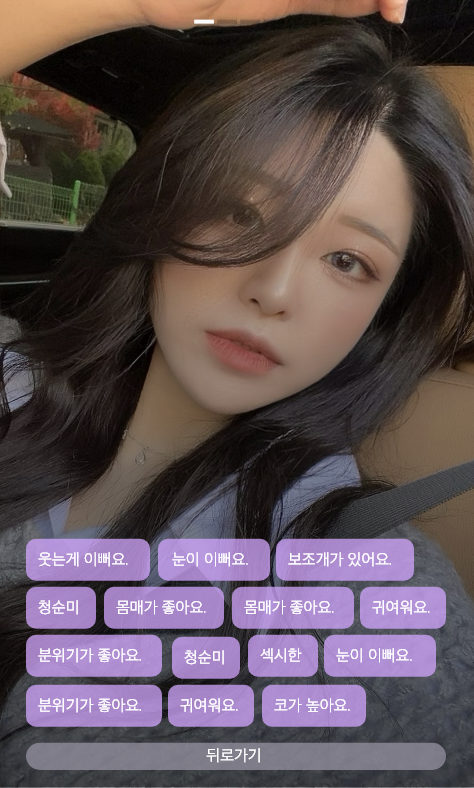 웃는게 이뻐요. 눈이 이뻐요. 보조개가 있어요.
청순미 몸매가 좋아요. 몸매가 좋아요. 귀여워요.
분위기가 좋아요. 청순미 섹시한 눈이 이뻐요.
분위기가 좋아요. 귀여워요. 코가 높아요.
뒤로가기